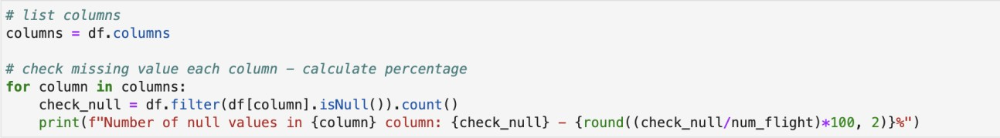 # list columns
columns = df.columns
# check missing value each column – calculate percentage
for column in columns:
    check_null = df.filter(df[column].isNull()).count()
    print(f"Number of null values in {column} column: {check_null} – {round((check_null/num_flight)*100, 2)}%")